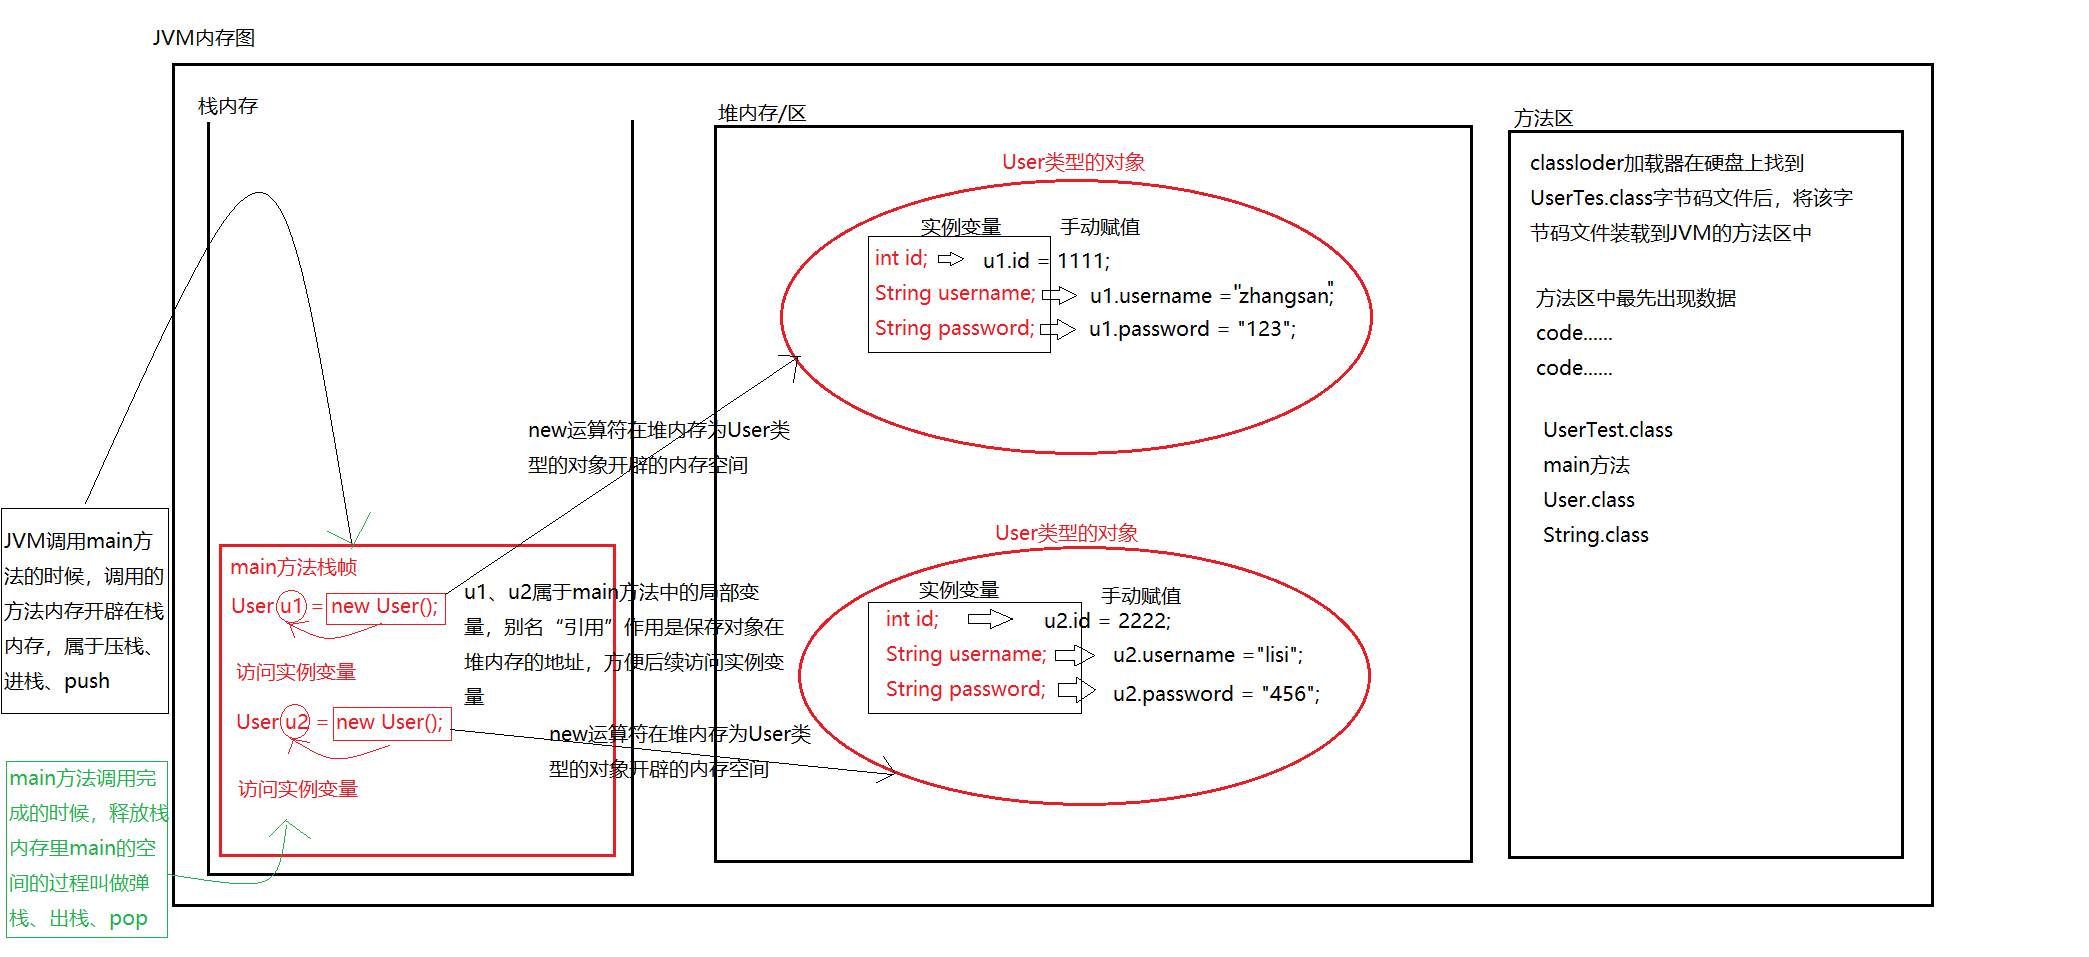 JVM内存图
栈内存
JVM调用main方
法的时候，调用的
方法内存开辟在栈
内存，属于压栈、
进栈、push
main方法调用完
成的时候，释放栈
内存里main的空
间的过程叫做弹
栈、出栈、pop
main方法栈帧
User u1 = new User();
访问实例变量
User u2 = new User();
访问实例变量
new运算符在堆内存为User类
型的对象开辟的内存空间
u1、u2属于main方法中的局部变
量，别名“引用”作用是保存对象在
堆内存的地址，方便后续访问实例变
量
new运算符在堆内存为User类
型的对象开辟的内存空间
堆内存/区
User类型的对象
实例变量 手动赋值
int id; u1.id = 1111;
String username; u1.username ="zhangsan";
String password; u1.password = "123";
User类型的对象
实例变量 手动赋值
int id; u2.id = 2222;
String username; u2.username ="lisi";
String password; u2.password = "456";
方法区
classloder加载器在硬盘上找到
UserTes.class字节码文件后，将该字
节码文件装载到JVM的方法区中
方法区中最先出现数据
code......
code......
UserTest.class
main方法
User.class
String.class